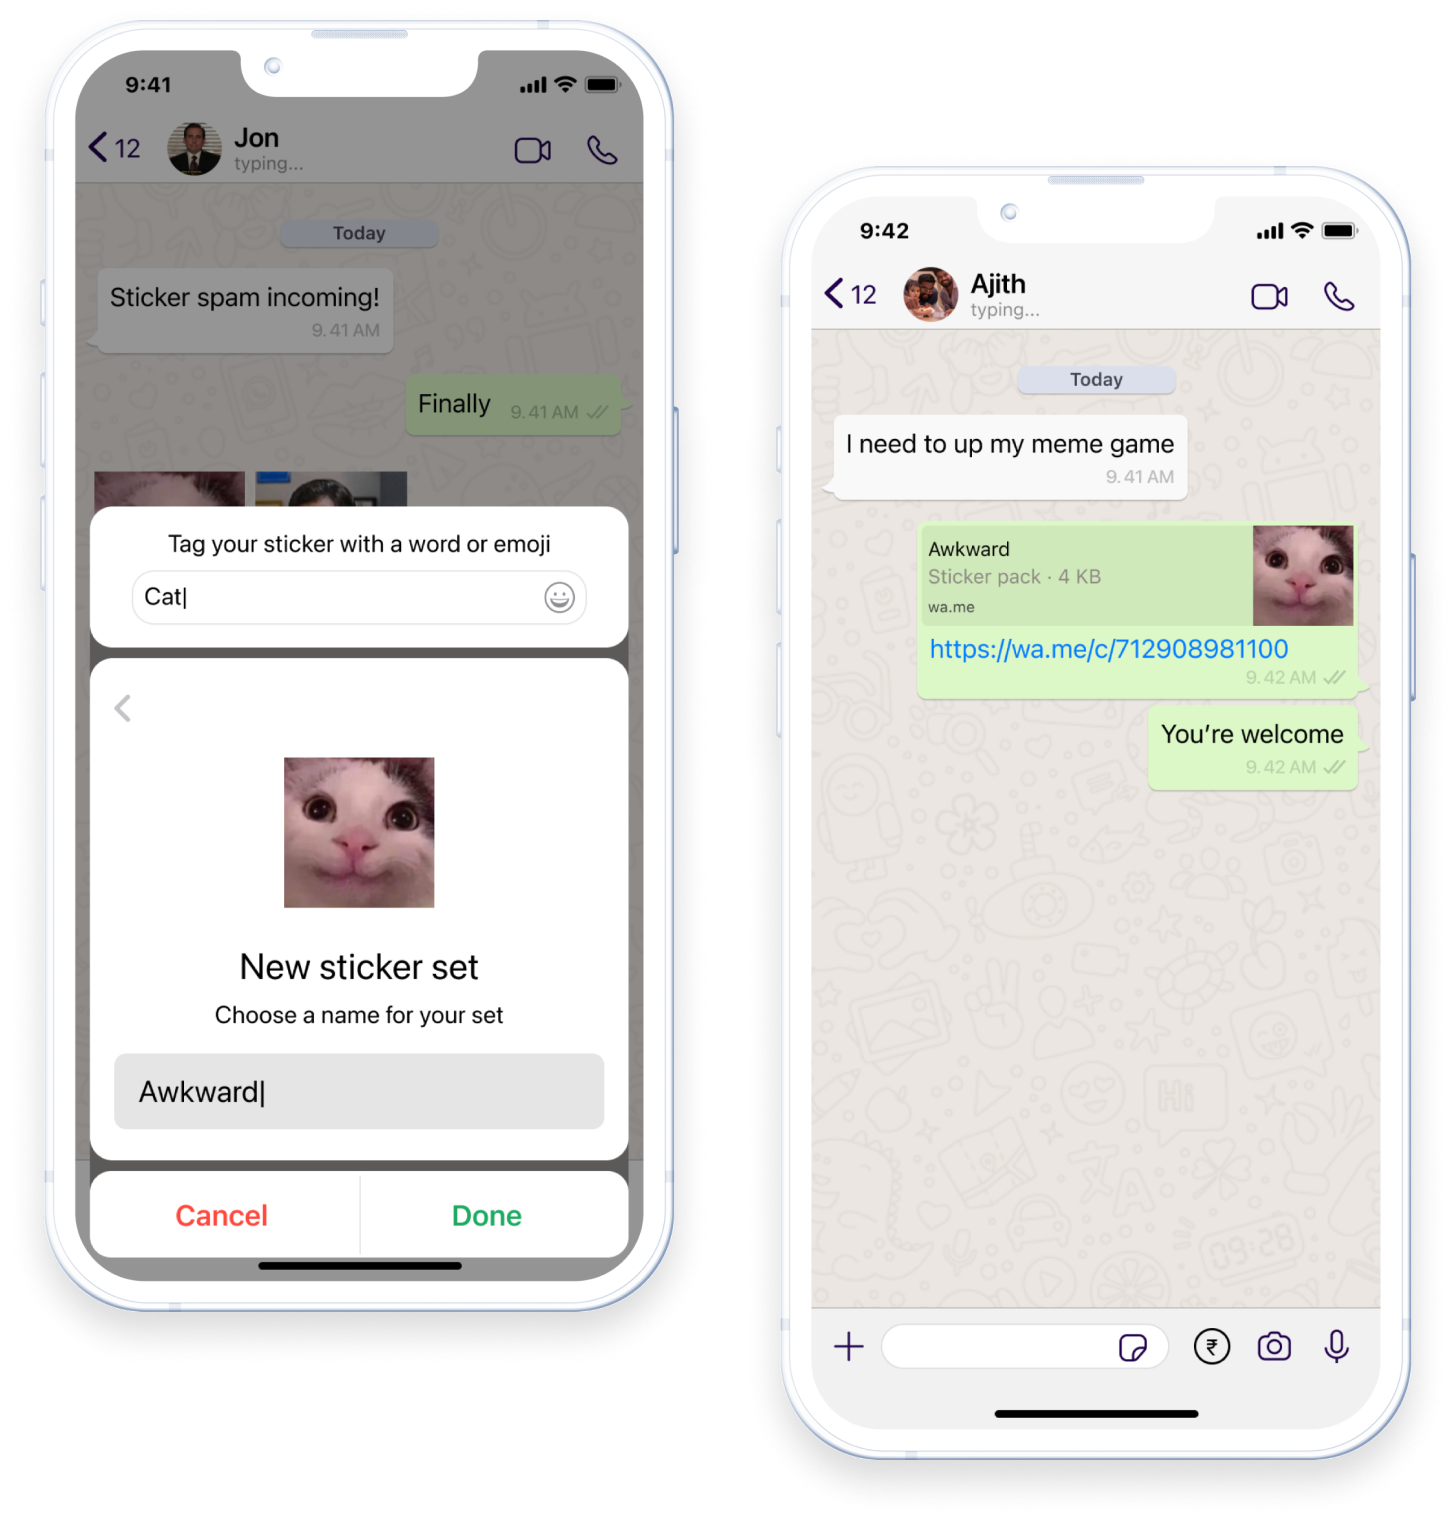 9:41
12
Jon
typing...
Today
Sticker spam incoming!
9.41 AM
Finally
9.41 AM
Tag your sticker with a word or emoji
Cat
New sticker set
Choose a name for your set
Awkward
Cancel
Done
9:42
12
Ajith
typing...
Today
I need to up my meme game
9.41 AM
Awkward
Sticker pack · 4 KB
wa.me
https://wa.me/c/712908981100
9.42 AM
You’re welcome
9.42 AM
Hi
09:28
₹